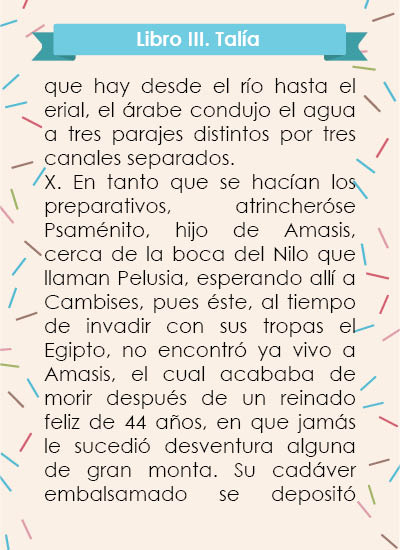 Libro III. Talía
que hay desde el río hasta el
erial, el árabe condujo el agua
a tres parajes distintos por tres
canales separados.
X. En tanto que se hacían los
preparativos, atrincheróse
Psaménito, hijo de Amasis,
cerca de la boca del Nilo que
llaman Pelusia, esperando allí a
Cambises, pues éste, al tiempo
de invadir con sus tropas el
Egipto, no encontró ya vivo a
Amasis, el cual acababa de
morir después de un reinado
feliz de 44 años, en que jamás
le sucedió desventura alguna
de gran monta. Su cadáver
embalsamado se depositó